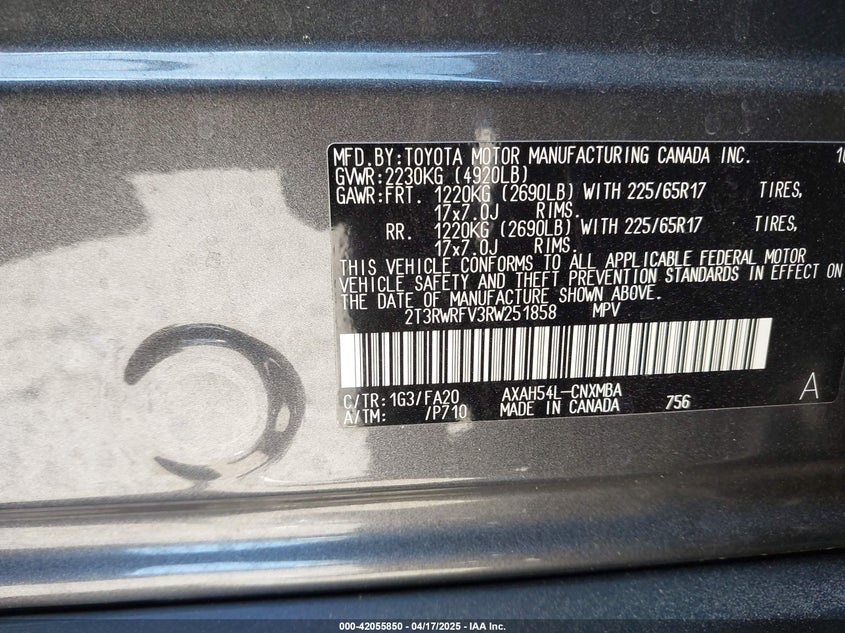 MFD.BY:TOYOTA MOTOR MANUFACTURING CANADA INC. 10
GVWR:2230KG (4920LB)
GAWR:FRT. 1220KG (2690LB) WITH 225/65R17 TIRES,
17x7.0J RIMS.
RR. 1220KG (2690LB) WITH 225/65R17 TIRES,
17x7.0J RIMS.
THIS VEHICLE CONFORMS TO ALL APPLICABLE FEDERAL MOTOR
VEHICLE SAFETY AND THEFT PREVENTION STANDARDS IN EFFECT ON
THE DATE OF MANUFACTURE SHOWN ABOVE.
2T3RWRFV3RW251858 MPV
C/TR:1G3/FA20 AXAH54L-CNXMBA
A/TM: /P710 MADE IN CANADA 756 A
000-42055850 04/17/2025 - IAA Inc.